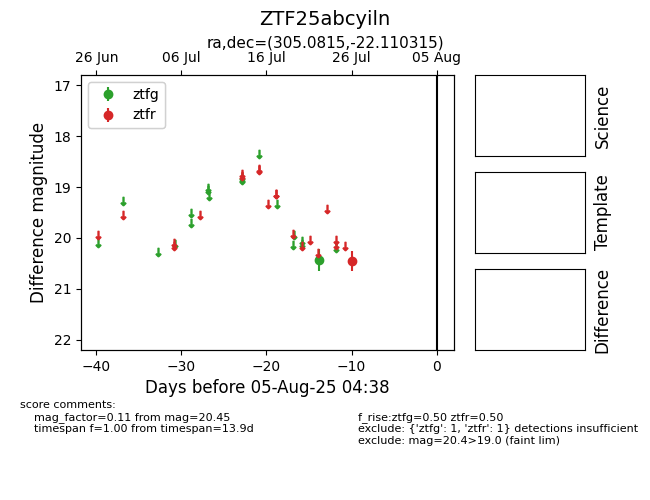 ZTF25abcyiln
ra,dec=(305.0815,-22.110315)
26 Jun 06 Jul 16 Jul 26 Jul 05 Aug
ztfg
ztfr
17
18
19
20
21
22
Difference magnitude
−40 −30 −20 −10 0
Days before 05-Aug-25 04:38
Science
Template
Difference
score comments:
mag_factor=0.11 from mag=20.45
timespan f=1.00 from timespan=13.9d
f_rise:ztfg=0.50 ztfr=0.50
exclude: {'ztfg': 1, 'ztfr': 1} detections insufficient
exclude: mag=20.4>19.0 (faint lim)